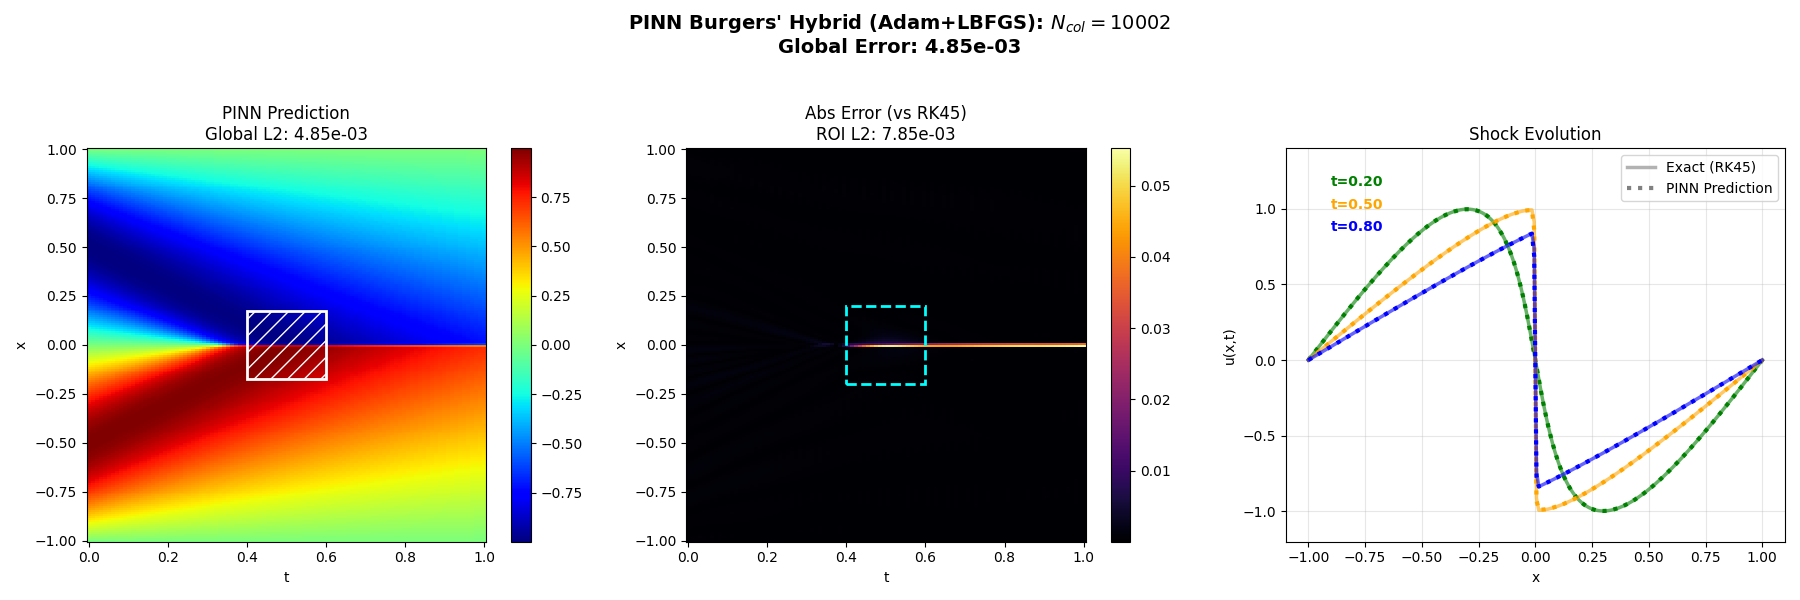 PINN Burgers' Hybrid (Adam+LBFGS): $N_{col} = 10002$
Global Error: 4.85e-03
PINN Prediction
Global L2: 4.85e-03
1.00
0.75
0.50
0.25
0.00
−0.25
−0.50
−0.75
−1.00
x
0.0 0.2 0.4 0.6 0.8 1.0
t
0.75
0.50
0.25
0.00
−0.25
−0.50
−0.75
Abs Error (vs RK45)
ROI L2: 7.85e-03
1.00
0.75
0.50
0.25
0.00
−0.25
−0.50
−0.75
−1.00
x
0.0 0.2 0.4 0.6 0.8 1.0
t
0.05
0.04
0.03
0.02
0.01
Shock Evolution
t=0.20
t=0.50
t=0.80
Exact (RK45)
PINN Prediction
1.0
0.5
0.0
−0.5
−1.0
u(x,t)
−1.00 −0.75 −0.50 −0.25 0.00 0.25 0.50 0.75 1.00
x